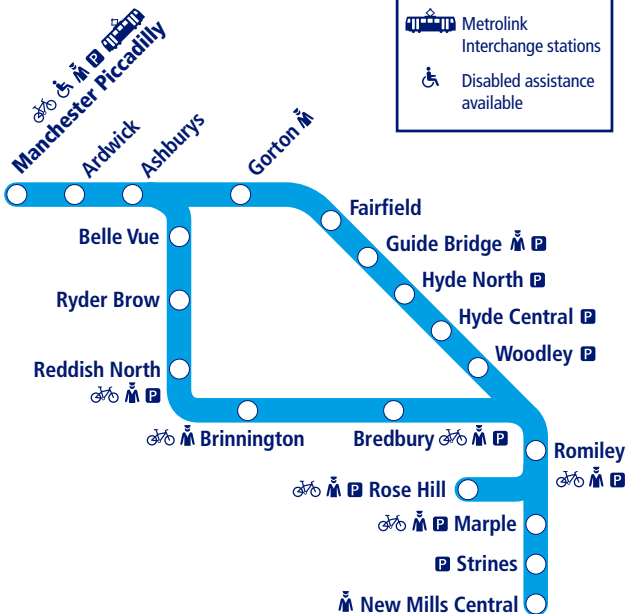 Metrolink
Interchange stations
Disabled assistance
available
P
Manchester Piccadilly
Ardwick
Ashburys
Gorton
Fairfield
Belle Vue
Guide Bridge P
Hyde North P
Ryder Brow
Hyde Central P
Woodley P
Reddish North
P
Brinnington
Bredbury P
Romiley
P
P Rose Hill
P Marple
P Strines
New Mills Central